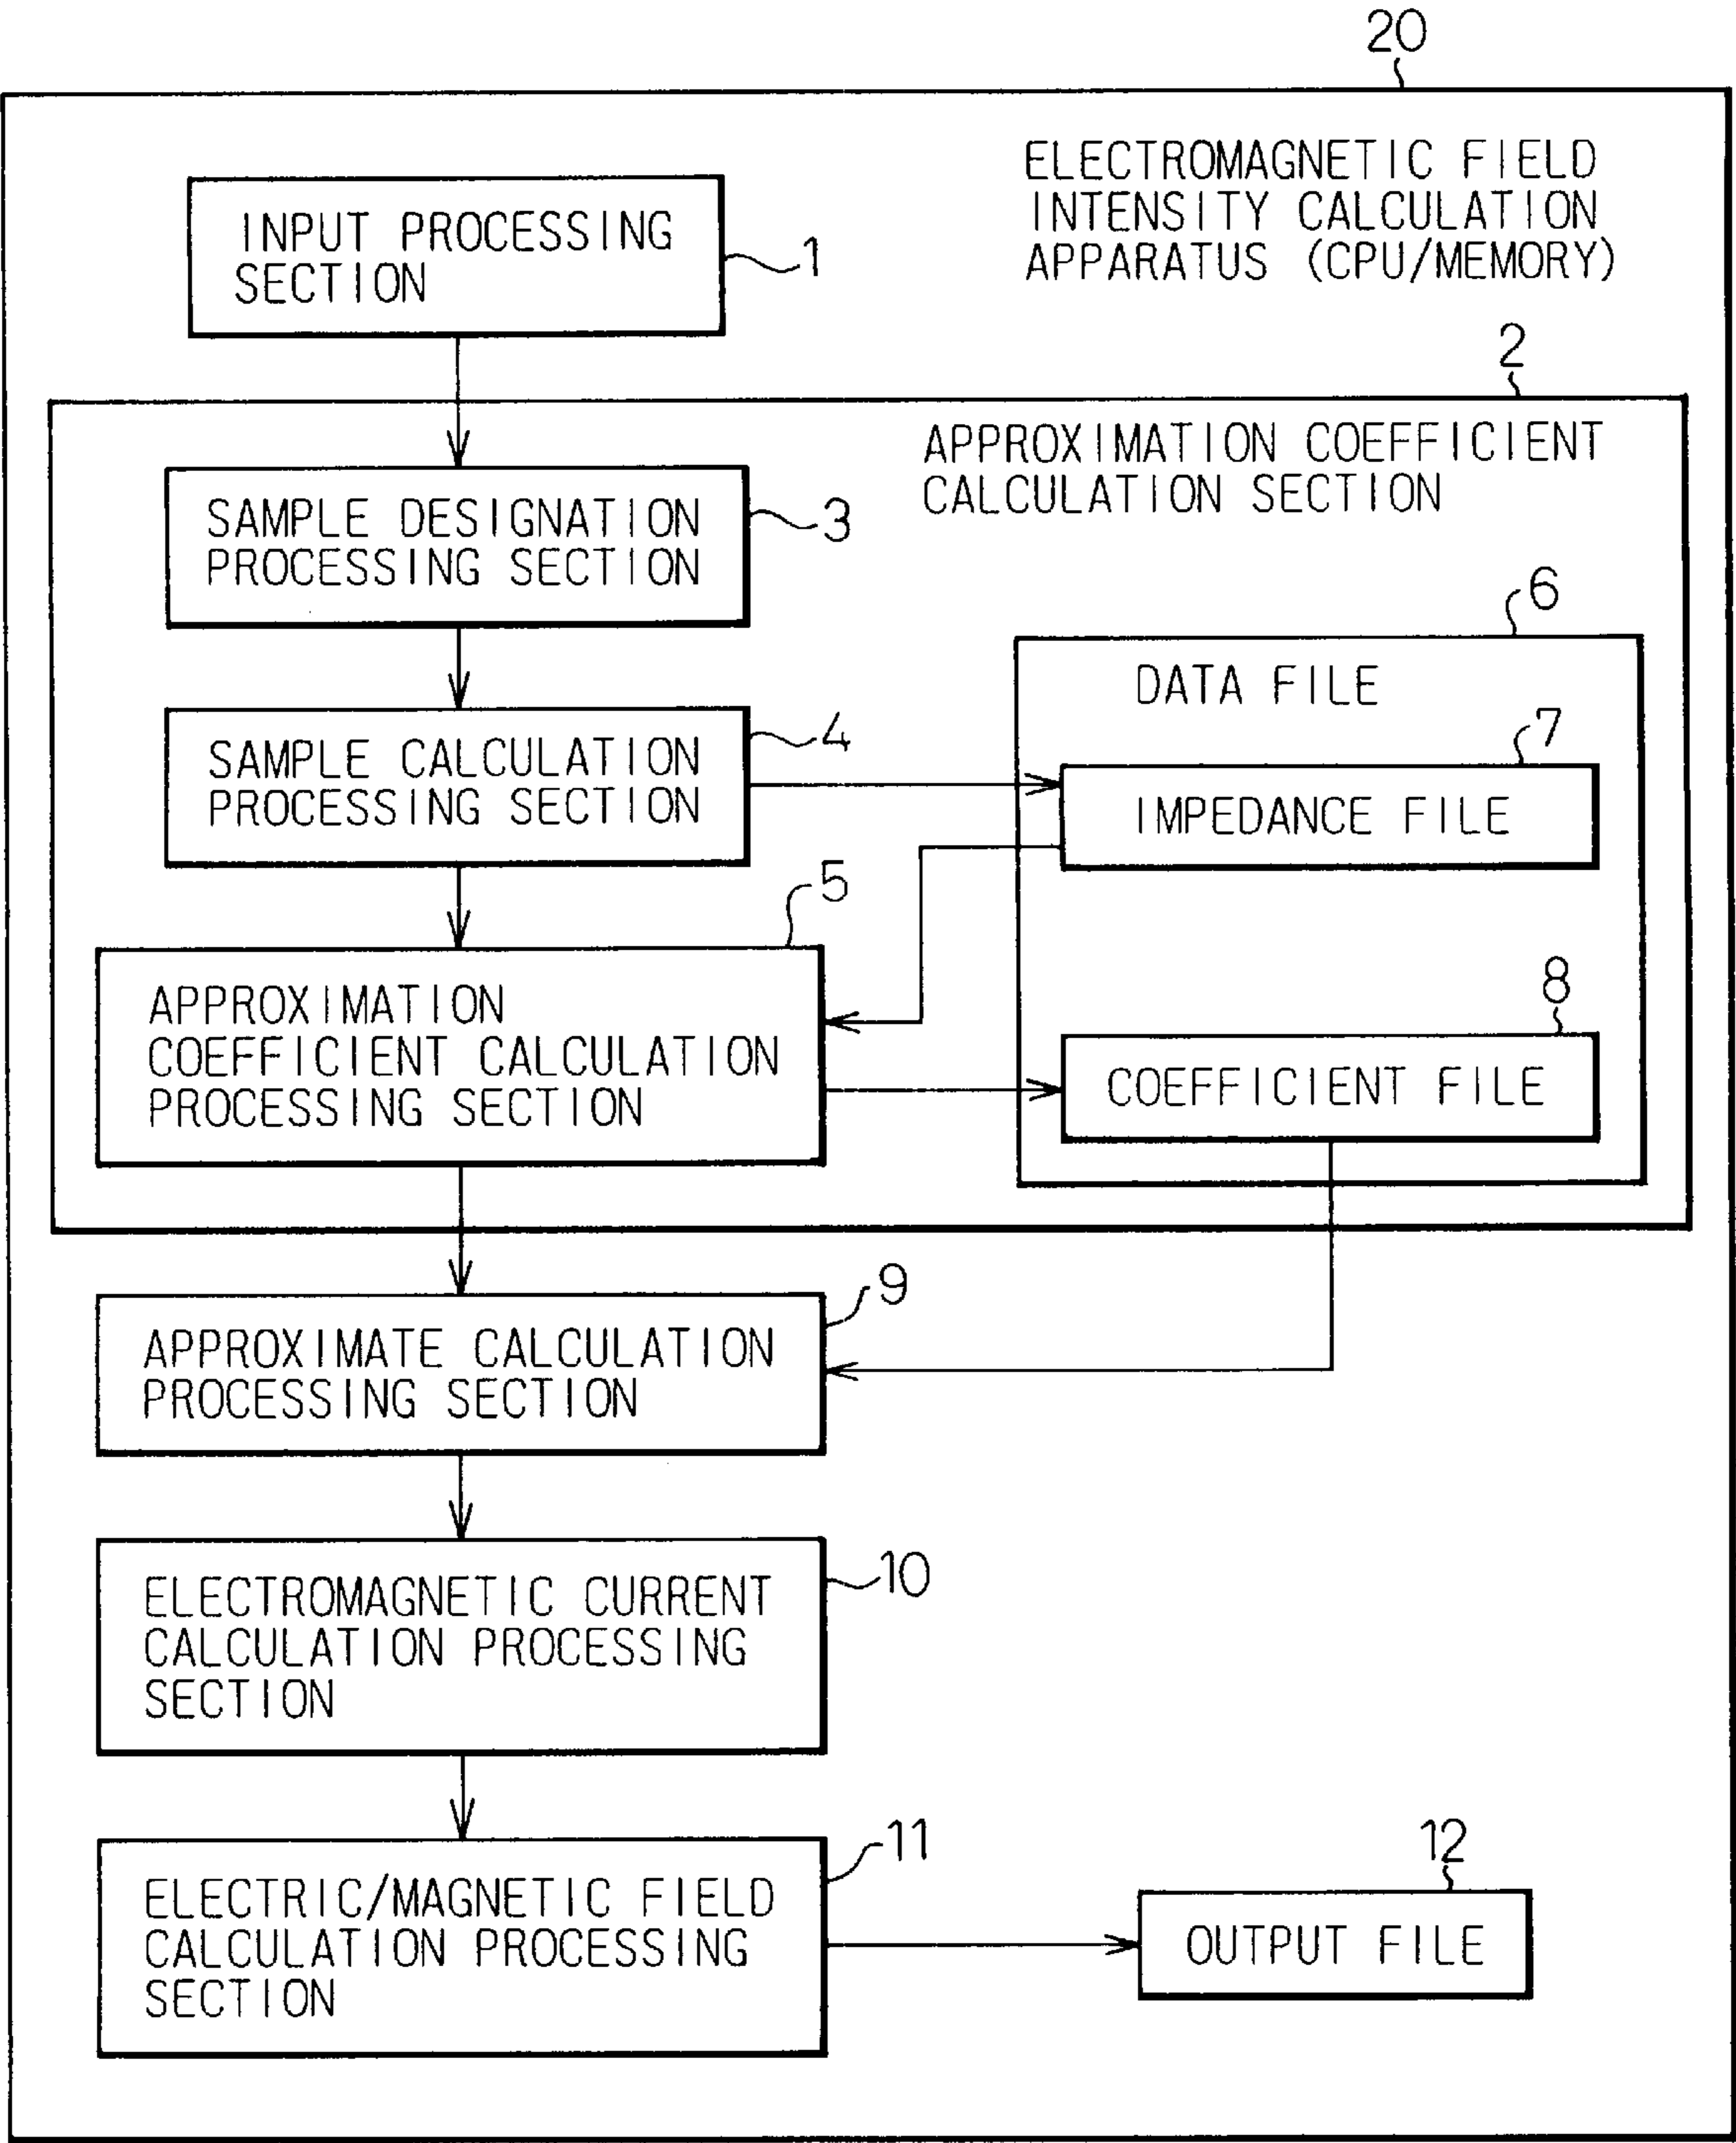 20
ELECTROMAGNETIC FIELD
INTENSITY CALCULATION
APPARATUS (CPU/MEMORY)
INPUT PROCESSING
SECTION
1
2
APPROXIMATION COEFFICIENT
CALCULATION SECTION
SAMPLE DESIGNATION
PROCESSING SECTION
3
6
DATA FILE
SAMPLE CALCULATION
PROCESSING SECTION
4
7
IMPEDANCE FILE
5
APPROXIMATION
COEFFICIENT CALCULATION
PROCESSING SECTION
8
COEFFICIENT FILE
9
APPROXIMATE CALCULATION
PROCESSING SECTION
10
ELECTROMAGNETIC CURRENT
CALCULATION PROCESSING
SECTION
11
ELECTRIC/MAGNETIC FIELD
CALCULATION PROCESSING
SECTION
12
OUTPUT FILE